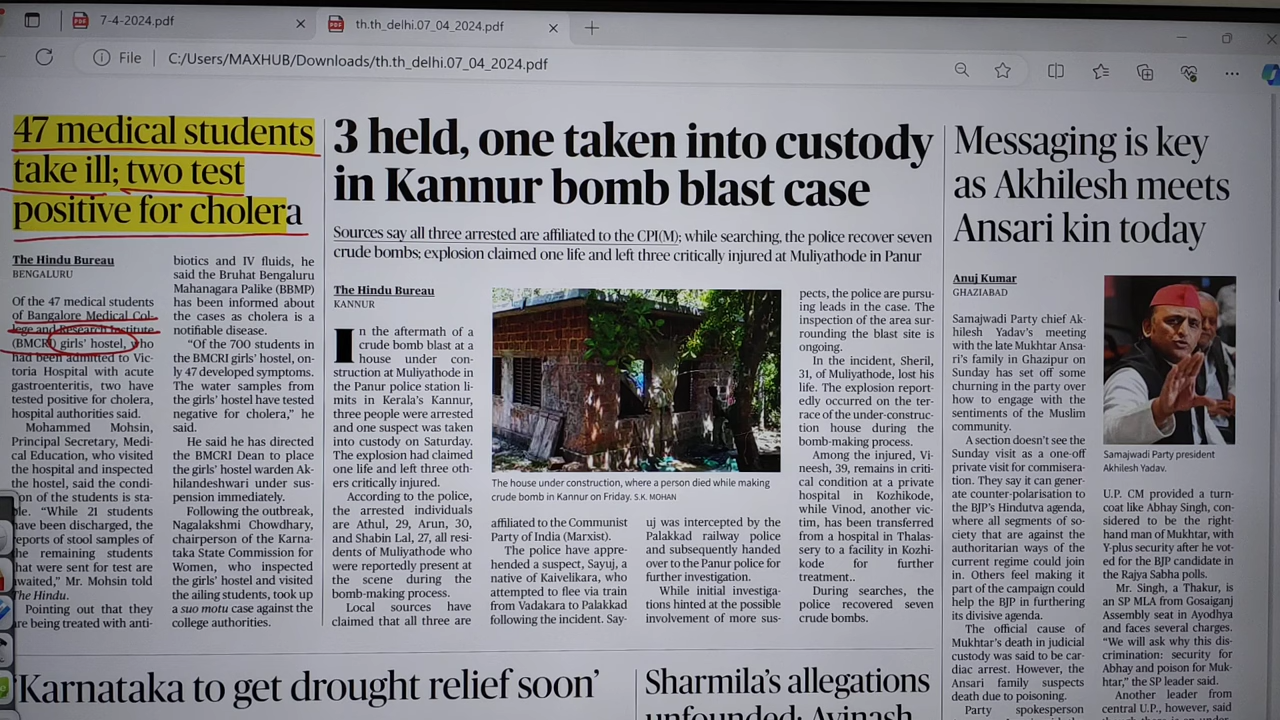 7-4-2024.pdf
th.th_delhi.07_04_2024.pdf
File
C:/Users/MAXHUB/Downloads/th.th_delhi.07_04_2024.pdf
47 medical students
take ill; two test
positive for cholera
The Hindu Bureau
BENGALURU
Of the 47 medical students
of Bangalore Medical Col-
lege and Research Institute
(BMCRI) girls’ hostel, who
had been admitted to Vic-
toria Hospital with acute
gastroenteritis, two have
tested positive for cholera,
hospital authorities said.
Mohammed Mohsin,
Principal Secretary, Medi-
cal Education, who visited
the hospital and inspected
the hostel, said the condi-
ion of the students is sta-
ble. “While 21 students
have been discharged, the
reports of stool samples of
the remaining students
that were sent for test are
awaited,” Mr. Mohsin told
The Hindu.
Pointing out that they
are being treated with anti-
biotics and IV fluids, he
said the Bruhat Bengaluru
Mahanagara Palike (BBMP)
has been informed about
the cases as cholera is a
notifiable disease.
“Of the 700 students in
the BMCRI girls’ hostel, on-
ly 47 developed symptoms.
The water samples from
the girls’ hostel have tested
negative for cholera,” he
said.
He said he has directed
the BMCRI Dean to place
the girls’ hostel warden Ak-
hilandeshwari under sus-
pension immediately.
Following the outbreak,
Nagalakshmi Chowdhary,
chairperson of the Karna-
taka State Commission for
Women, who inspected
the girls’ hostel and visited
the ailing students, took up
a suo motu case against the
college authorities.
3 held, one taken into custody
in Kannur bomb blast case
Sources say all three arrested are affiliated to the CPI(M); while searching, the police recover seven
crude bombs; explosion claimed one life and left three critically injured at Muliyathode in Panur
The Hindu Bureau
KANNUR
In the aftermath of a
crude bomb blast at a
house under con-
struction at Muliyathode in
the Panur police station li-
mits in Kerala’s Kannur,
three people were arrested
and one suspect was taken
into custody on Saturday.
The explosion had claimed
one life and left three oth-
ers critically injured.
According to the police,
the arrested individuals
are Athul, 29, Arun, 30,
and Shabin Lal, 27, all resi-
dents of Muliyathode who
were reportedly present at
the scene during the
bomb-making process.
Local sources have
claimed that all three are
The house under construction, where a person died while making
crude bomb in Kannur on Friday. S.K. MOHAN
affiliated to the Communist
Party of India (Marxist).
The police have appre-
hended a suspect, Sayuj, a
native of Kaivelikara, who
attempted to flee via train
from Vadakara to Palakkad
following the incident. Say-
uj was intercepted by the
Palakkad railway police
and subsequently handed
over to the Panur police for
further investigation.
While initial investiga-
tions hinted at the possible
involvement of more sus-
pects, the police are pursu-
ing leads in the case. The
inspection of the area sur-
rounding the blast site is
ongoing.
In the incident, Sheril,
31, of Muliyathode, lost his
life. The explosion report-
edly occurred on the ter-
race of the under-construc-
tion house during the
bomb-making process.
Among the injured, Vi-
neesh, 39, remains in criti-
cal condition at a private
hospital in Kozhikode,
while Vinod, another vic-
tim, has been transferred
from a hospital in Thalas-
sery to a facility in Kozhi-
kode for further
treatment..
During searches, the
police recovered seven
crude bombs.
Messaging is key
as Akhilesh meets
Ansari kin today
Anuj Kumar
GHAZIABAD
Samajwadi Party chief Ak-
hilesh Yadav’s meeting
with the late Mukhtar Ansa-
ri’s family in Ghazipur on
Sunday has set off some
churning in the party over
how to engage with the
sentiments of the Muslim
community.
A section doesn’t see the
Sunday visit as a one-off
private visit for commisera-
tion. They say it can gener-
ate counter-polarisation to
the BJP’s Hindutva agenda,
where all segments of so-
ciety that are against the
authoritarian ways of the
current regime could join
in. Others feel making it
part of the campaign could
help the BJP in furthering
its divisive agenda.
The official cause of
Mukhtar’s death in judicial
custody was said to be car-
diac arrest. However, the
Ansari family suspects
death due to poisoning.
Party spokesperson
Samajwadi Party president
Akhilesh Yadav.
U.P. CM provided a turn-
coat like Abhay Singh, con-
sidered to be the right-
hand man of Mukhtar, with
Y-plus security after he vot-
ed for the BJP candidate in
the Rajya Sabha polls.
Mr. Singh, a Thakur, is
an SP MLA from Gosaiganj
Assembly seat in Ayodhya
and faces several charges.
“We will ask why this dis-
crimination: security for
Abhay and poison for Muk-
htar,” the SP leader said.
Another leader from
central U.P., however, said
‘Karnataka to get drought relief soon’
Sharmila’s allegations
unfounded: Avinash